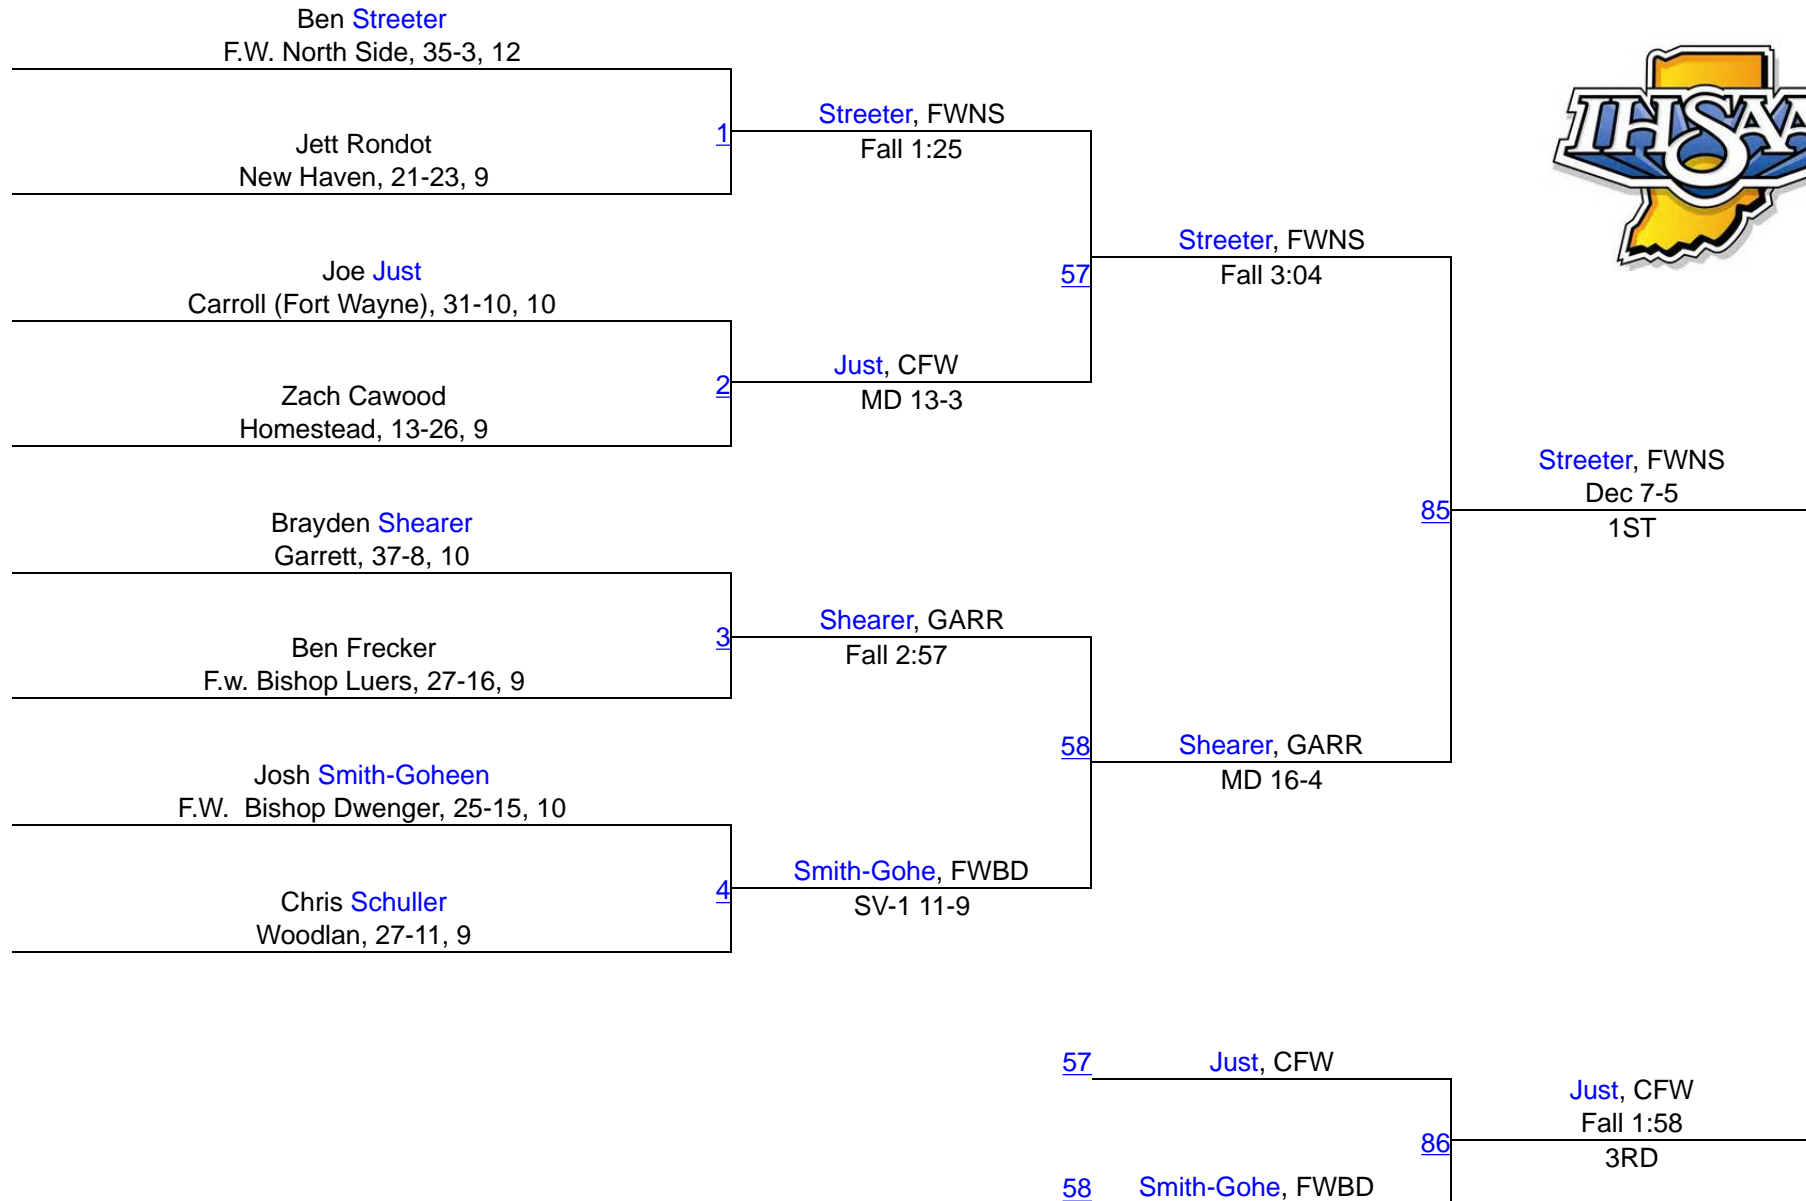 Ben Streeter
F.W. North Side, 35-3, 12
1
Streeter, FWNS
Fall 1:25
Jett Rondot
New Haven, 21-23, 9
IHSAA
Streeter, FWNS
57
Fall 3:04
Joe Just
Carroll (Fort Wayne), 31-10, 10
2
Just, CFW
MD 13-3
Zach Cawood
Homestead, 13-26, 9
Streeter, FWNS
85
Dec 7-5
1ST
Brayden Shearer
Garrett, 37-8, 10
3
Shearer, GARR
Fall 2:57
Ben Frecker
F.w. Bishop Luers, 27-16, 9
58
Shearer, GARR
MD 16-4
Josh Smith-Goheen
F.W.  Bishop Dwenger, 25-15, 10
4
Smith-Gohe, FWBD
SV-1 11-9
Chris Schuller
Woodlan, 27-11, 9
57
Just, CFW
86
Just, CFW
Fall 1:58
3RD
58
Smith-Gohe, FWBD